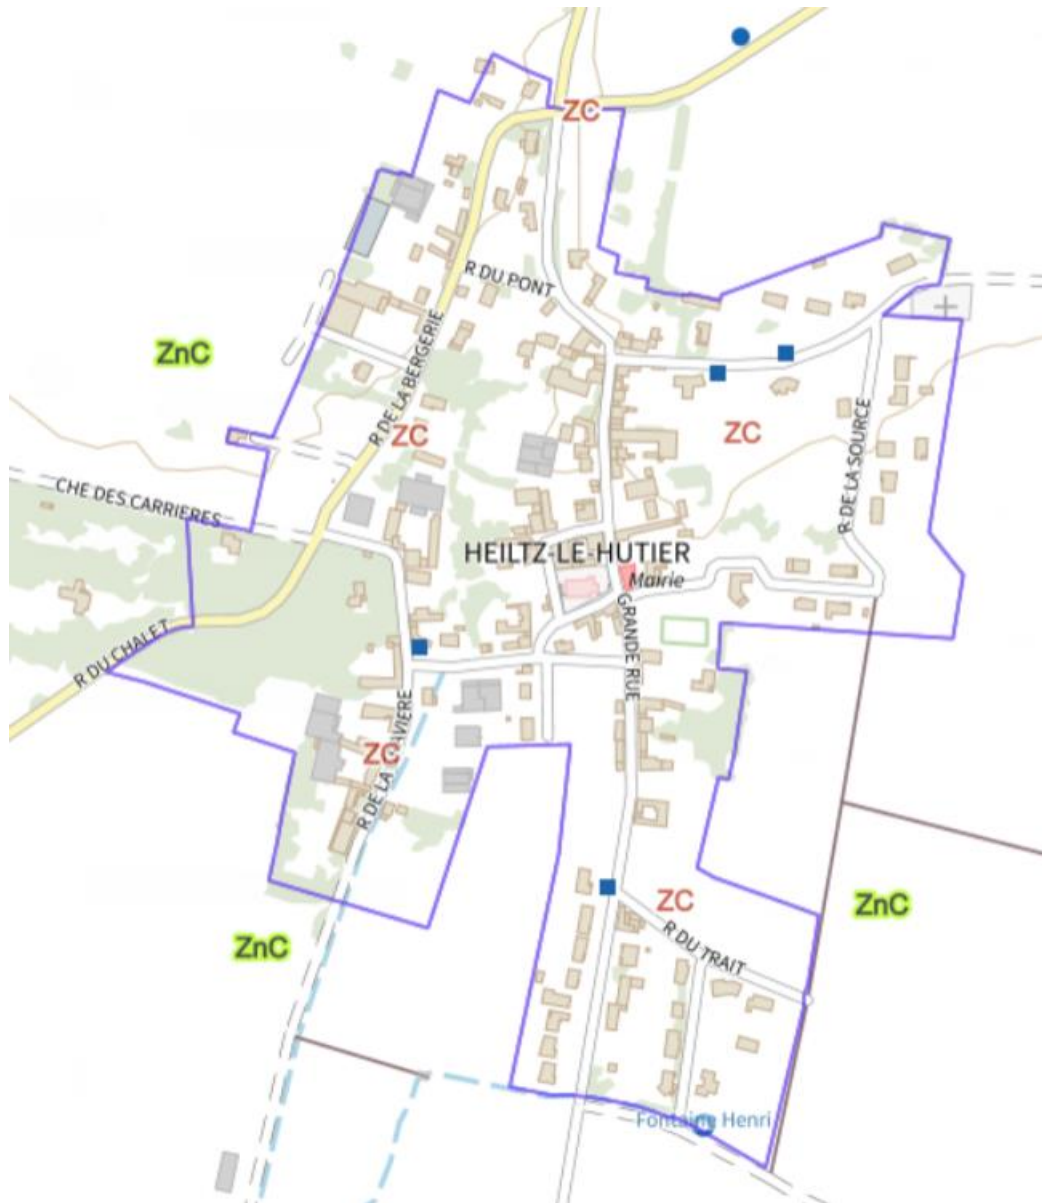 ZC
R DU PONT
ZnC
R DE LA BERGERIE
ZC
ZC
R DE LA SOURCE
CHE DES CARRIERES
HEILTZ-LE-HUTIER
Mairie
GRANDE RUE
R DU CHALET
ZC
R DE LA AVIERE
ZC
ZnC
R DU TRAIT
ZnC
Fontaine Henri